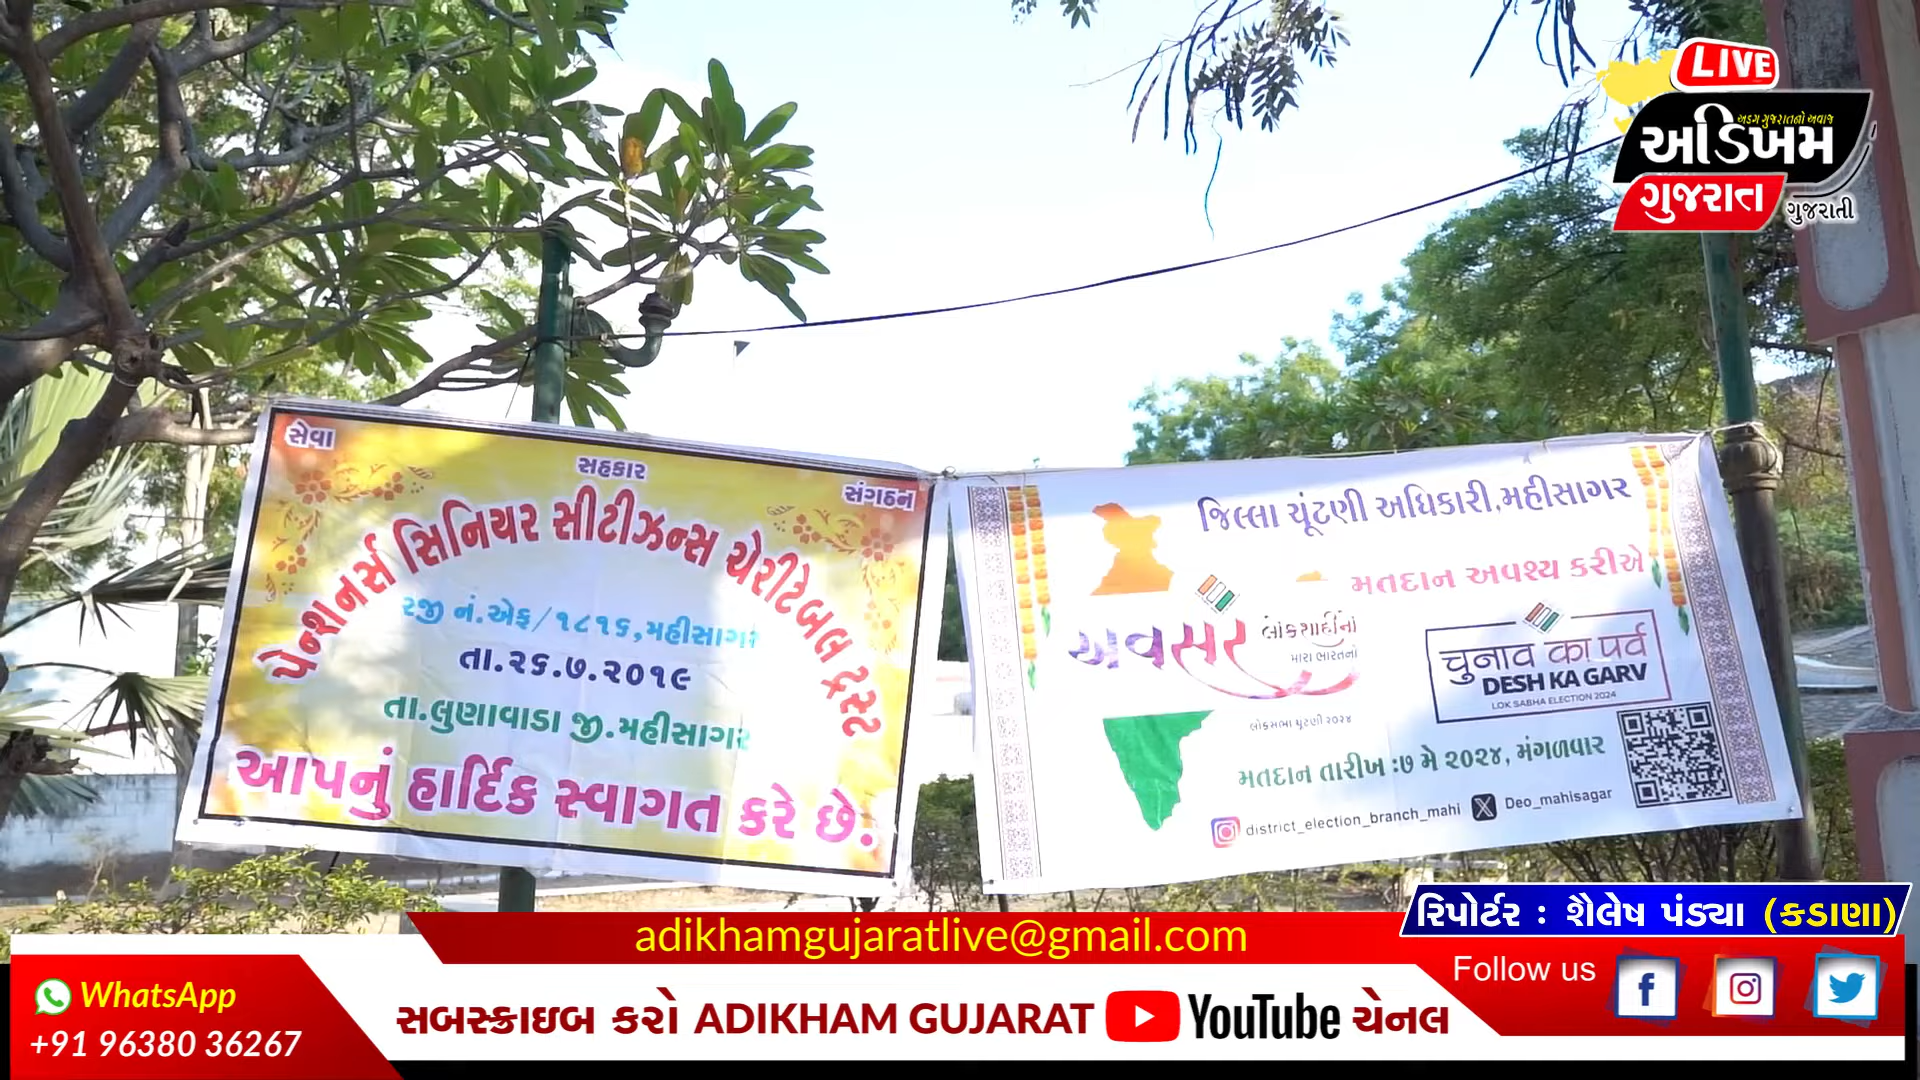 LIVE
અડગ ગુજરાતનો અવાજ
અડિખમ
ગુજરાત
ગુજરાતી
સેવા
સહકાર
સંગઠન
પેન્શનર્સ સિનિયર સીટીઝન્સ ચેરીટેબલ ટ્રસ્ટ
રજી નં.એફ/૧૮૧૬,મહીસાગર
તા.૨૬.૭.૨૦૧૯
તા.લુણાવાડા જી.મહીસાગર
આપનું હાર્દિક સ્વાગત કરે છે.
જિલ્લા ચૂંટણી અધિકારી,મહીસાગર
મતદાન અવશ્ય કરીએ
અવસર લોકશાહીનો
મારા ભારતનો
લોકસભા ચૂંટણી ૨૦૨૪
चुनाव का पर्व
DESH KA GARV
LOK SABHA ELECTION 2024
મતદાન તારીખ :૭ મે ૨૦૨૪, મંગળવાર
district_election_branch_mahi
Deo_mahisagar
રિપોર્ટર : શૈલેષ પંડ્યા (કડાણા)
adikhamgujaratlive@gmail.com
Follow us
WhatsApp
+91 96380 36267
સબસ્ક્રાઇબ કરો ADIKHAM GUJARAT YouTube ચેનલ